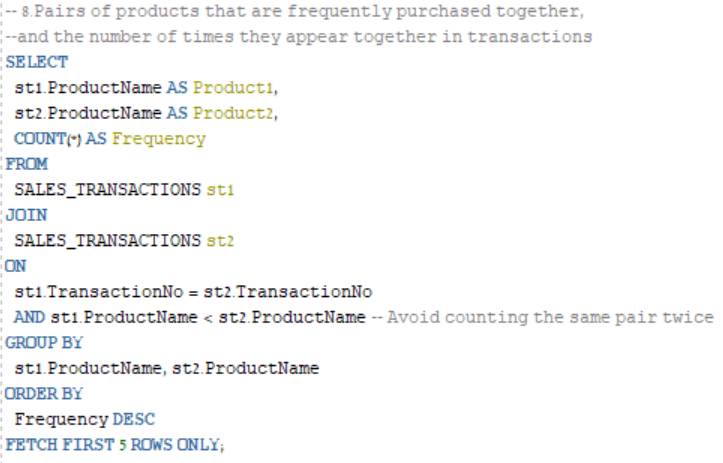 -- 8.Pairs of products that are frequently purchased together,
--and the number of times they appear together in transactions
SELECT
st1.ProductName AS Product1,
st2.ProductName AS Product2,
COUNT(*) AS Frequency
FROM
SALES_TRANSACTIONS st1
JOIN
SALES_TRANSACTIONS st2
ON
st1.TransactionNo = st2.TransactionNo
AND st1.ProductName < st2.ProductName -- Avoid counting the same pair twice
GROUP BY
st1.ProductName, st2.ProductName
ORDER BY
Frequency DESC
FETCH FIRST 5 ROWS ONLY;